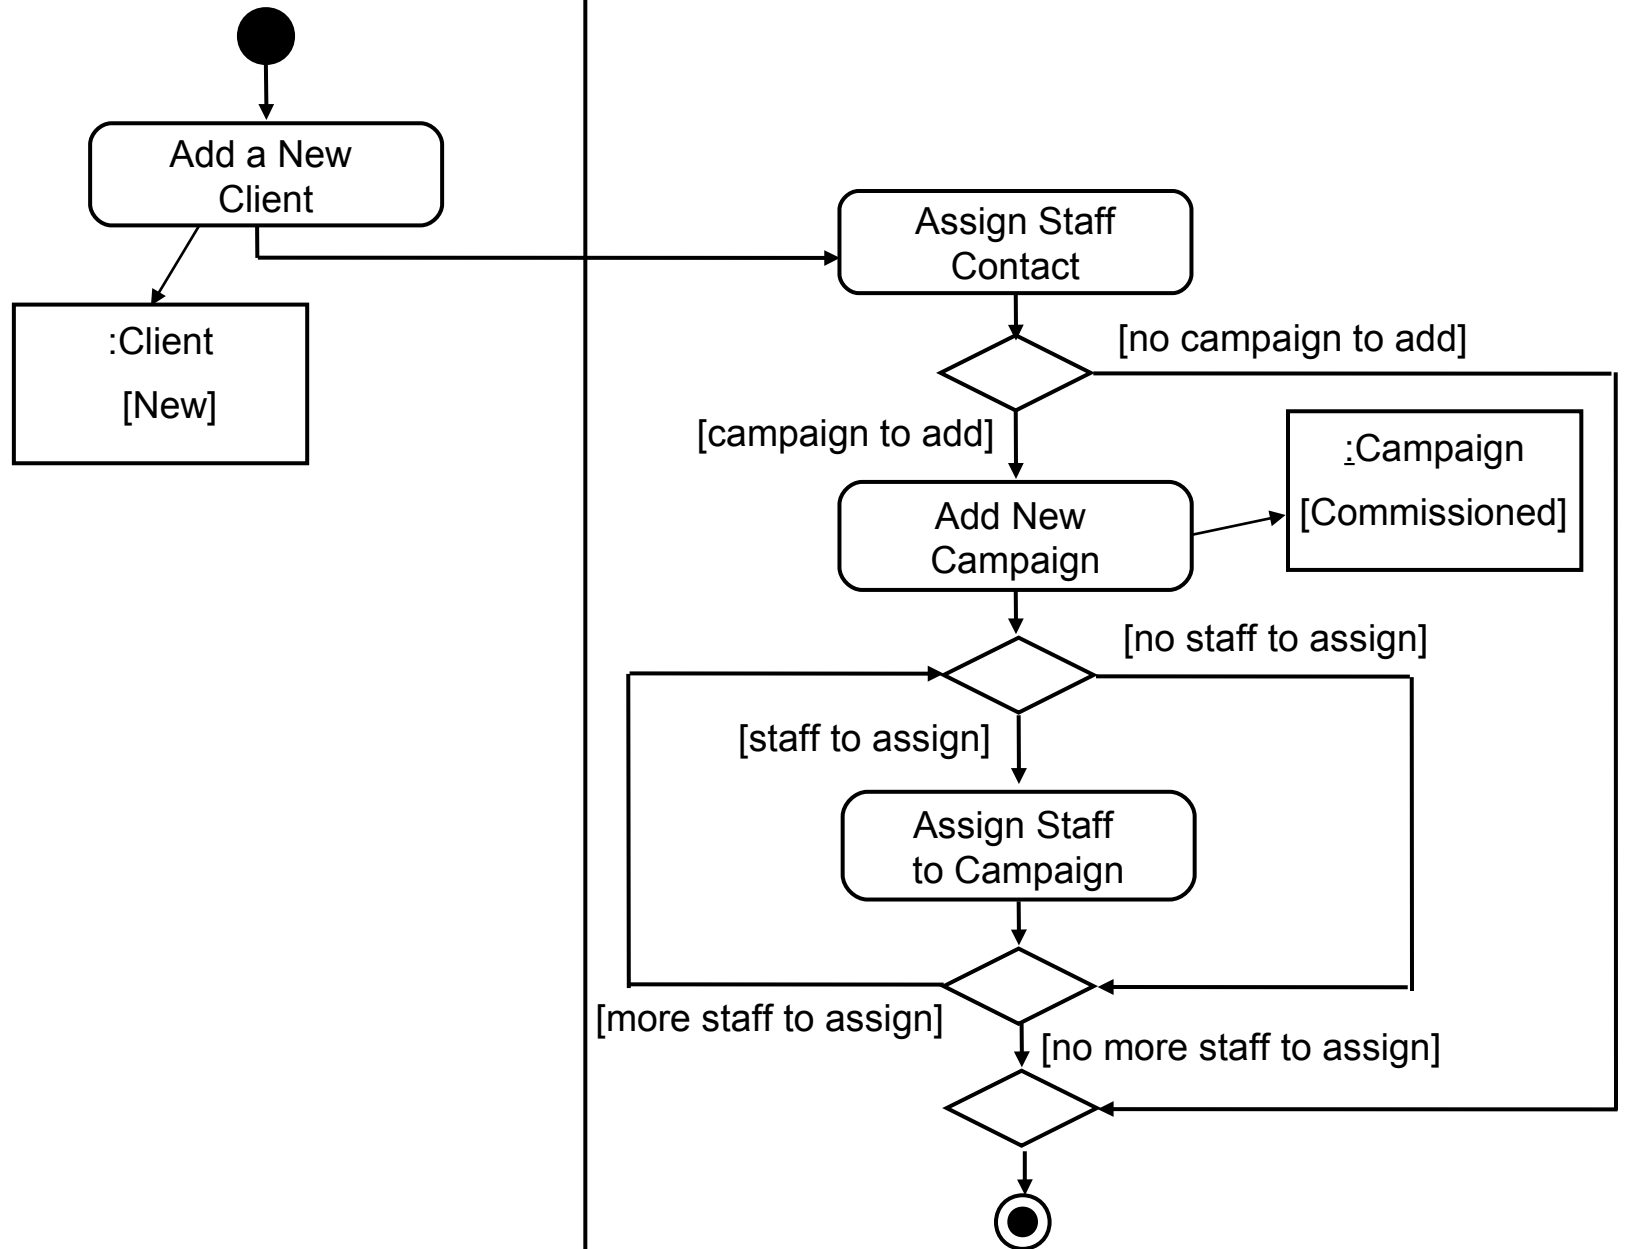 Add a New
Client
:Client
[New]
Assign Staff
Contact
[no campaign to add]
[campaign to add]
:Campaign
[Commissioned]
Add New
Campaign
[no staff to assign]
[staff to assign]
Assign Staff
to Campaign
[more staff to assign]
[no more staff to assign]